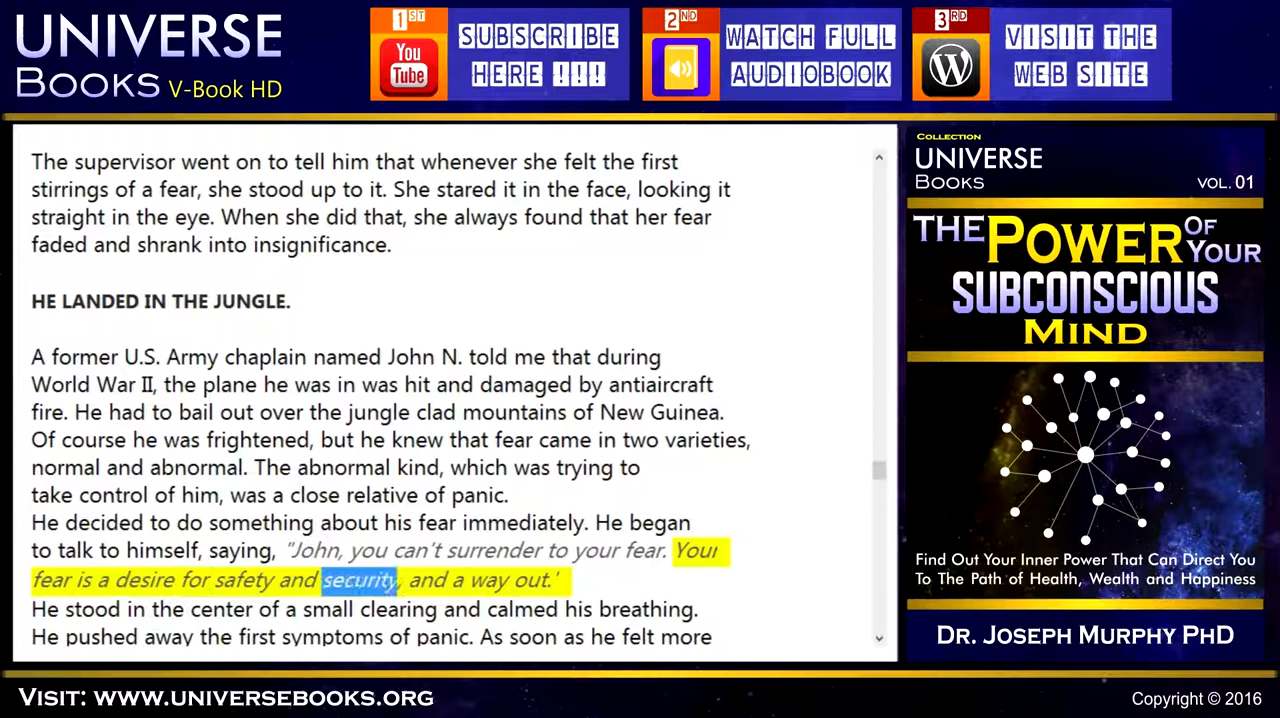 UNIVERSE
BOOKS V-Book HD
1ST
You
Tube
SUBSCRIBE
HERE !!!
2ND
WATCH FULL
AUDIOBOOK
3RD
VISIT THE
WEB SITE
The supervisor went on to tell him that whenever she felt the first
stirrings of a fear, she stood up to it. She stared it in the face, looking it
straight in the eye. When she did that, she always found that her fear
faded and shrank into insignificance.
HE LANDED IN THE JUNGLE.
A former U.S. Army chaplain named John N. told me that during
World War II, the plane he was in was hit and damaged by antiaircraft
fire. He had to bail out over the jungle clad mountains of New Guinea.
Of course he was frightened, but he knew that fear came in two varieties,
normal and abnormal. The abnormal kind, which was trying to
take control of him, was a close relative of panic.
He decided to do something about his fear immediately. He began
to talk to himself, saying, "John, you can't surrender to your fear. Your
fear is a desire for safety and security, and a way out.'
He stood in the center of a small clearing and calmed his breathing.
He pushed away the first symptoms of panic. As soon as he felt more
COLLECTION
UNIVERSE
BOOKS
VOL. 01
THE POWER OF
YOUR
SUBCONSCIOUS
MIND
Find Out Your Inner Power That Can Direct You
To The Path of Health, Wealth and Happiness
DR. JOSEPH MURPHY PHD
VISIT: WWW.UNIVERSEBOOKS.ORG
Copyright © 2016